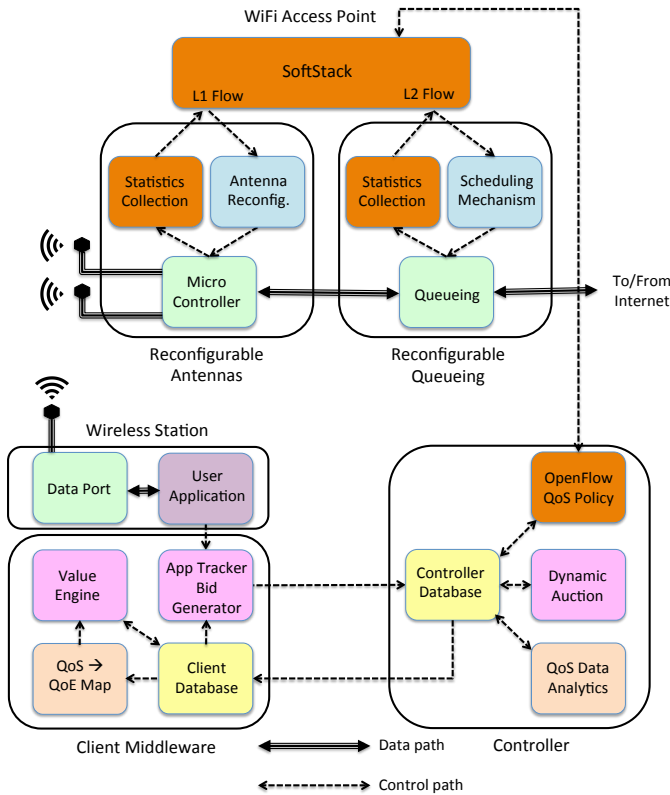 WiFi Access Point
SoftStack
L1 Flow
L2 Flow
Statistics
Collection
Antenna
Reconfig.
Statistics
Collection
Scheduling
Mechanism
Micro
Controller
Queueing
To/From
Internet
Reconfigurable
Antennas
Reconfigurable
Queueing
Wireless Station
Data Port
User
Application
OpenFlow
QoS Policy
Value
Engine
App Tracker
Bid
Generator
Controller
Database
Dynamic
Auction
QoS →
QoE Map
Client
Database
QoS Data
Analytics
Client Middleware
Data path
Controller
Control path